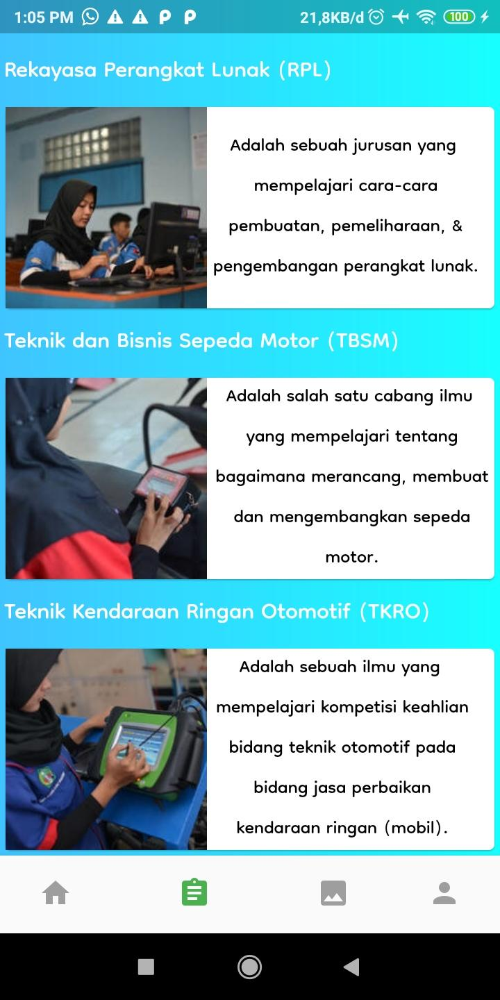 1:05 PM 21,8KB/d 100
Rekayasa Perangkat Lunak (RPL)
Adalah sebuah jurusan yang
mempelajari cara-cara
pembuatan, pemeliharaan, &
pengembangan perangkat lunak.
Teknik dan Bisnis Sepeda Motor (TBSM)
Adalah salah satu cabang ilmu
yang mempelajari tentang
bagaimana merancang, membuat
dan mengembangkan sepeda
motor.
Teknik Kendaraan Ringan Otomotif (TKRO)
Adalah sebuah ilmu yang
mempelajari kompetisi keahlian
bidang teknik otomotif pada
bidang jasa perbaikan
kendaraan ringan (mobil).